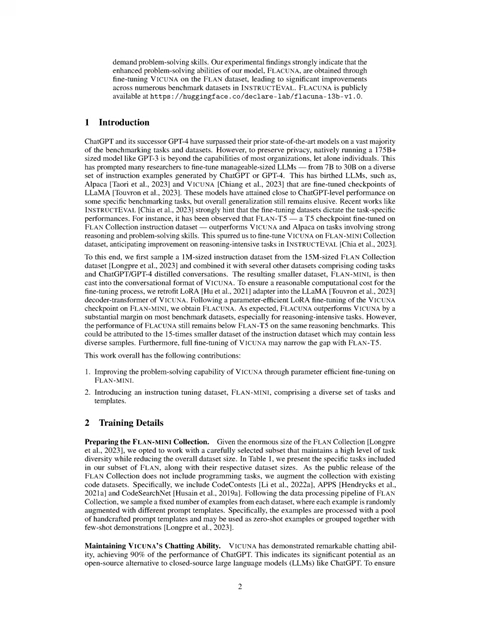 demand problem-solving skills. Our experimental findings strongly indicate that the
enhanced problem-solving abilities of our model, FLACUNA, are obtained through
fine-tuning VICUNA on the FLAN dataset, leading to significant improvements
across numerous benchmark datasets in INSTRUCTEVAL. FLACUNA is publicly
available at https://huggingface.co/declare-lab/flacuna-13b-v1.0.
1 Introduction
ChatGPT and its successor GPT-4 have surpassed their prior state-of-the-art models on a vast majority
of the benchmarking tasks and datasets. However, to preserve privacy, natively running a 175B+
sized model like GPT-3 is beyond the capabilities of most organizations, let alone individuals. This
has prompted many researchers to fine-tune manageable-sized LLMs — from 7B to 30B on a diverse
set of instruction examples generated by ChatGPT or GPT-4. This has birthed LLMs, such as,
Alpaca [Taori et al., 2023] and VICUNA [Chiang et al., 2023] that are fine-tuned checkpoints of
LLaMA [Touvron et al., 2023]. These models have attained close to ChatGPT-level performance on
some specific benchmarking tasks, but overall generalization still remains elusive. Recent works like
INSTRUCTEVAL [Chia et al., 2023] strongly hint that the fine-tuning datasets dictate the task-specific
performances. For instance, it has been observed that FLAN-T5 — a T5 checkpoint fine-tuned on
FLAN Collection instruction dataset — outperforms VICUNA and Alpaca on tasks involving strong
reasoning and problem-solving skills. This spurred us to fine-tune VICUNA on FLAN-MINI Collection
dataset, anticipating improvement on reasoning-intensive tasks in INSTRUCTEVAL [Chia et al., 2023].
To this end, we first sample a 1M-sized instruction dataset from the 15M-sized FLAN Collection
dataset [Longpre et al., 2023] and combined it with several other datasets comprising coding tasks
and ChatGPT/GPT-4 distilled conversations. The resulting smaller dataset, FLAN-MINI, is then
cast into the conversational format of VICUNA. To ensure a reasonable computational cost for the
fine-tuning process, we retrofit LoRA [Hu et al., 2021] adapter into the LLaMA [Touvron et al., 2023]
decoder-transformer of VICUNA. Following a parameter-efficient LoRA fine-tuning of the VICUNA
checkpoint on FLAN-MINI, we obtain FLACUNA. As expected, FLACUNA outperforms VICUNA by a
substantial margin on most benchmark datasets, especially for reasoning-intensive tasks. However,
the performance of FLACUNA still remains below FLAN-T5 on the same reasoning benchmarks. This
could be attributed to the 15-times smaller dataset of the instruction dataset which may contain less
diverse samples. Furthermore, full fine-tuning of VICUNA may narrow the gap with FLAN-T5.
This work overall has the following contributions:
1. Improving the problem-solving capability of VICUNA through parameter efficient fine-tuning on
FLAN-MINI.
2. Introducing an instruction tuning dataset, FLAN-MINI, comprising a diverse set of tasks and
templates.
2 Training Details
Preparing the FLAN-MINI Collection. Given the enormous size of the FLAN Collection [Longpre
et al., 2023], we opted to work with a carefully selected subset that maintains a high level of task
diversity while reducing the overall dataset size. In Table 1, we present the specific tasks included
in our subset of FLAN, along with their respective dataset sizes. As the public release of the
FLAN Collection does not include programming tasks, we augment the collection with existing
code datasets. Specifically, we include CodeContests [Li et al., 2022a], APPS [Hendrycks et al.,
2021a] and CodeSearchNet [Husain et al., 2019a]. Following the data processing pipeline of FLAN
Collection, we sample a fixed number of examples from each dataset, where each example is randomly
augmented with different prompt templates. Specifically, the examples are processed with a pool
of handcrafted prompt templates and may be used as zero-shot examples or grouped together with
few-shot demonstrations [Longpre et al., 2023].
Maintaining VICUNA's Chatting Ability. VICUNA has demonstrated remarkable chatting abil-
ity, achieving 90% of the performance of ChatGPT. This indicates its significant potential as an
open-source alternative to closed-source large language models (LLMs) like ChatGPT. To ensure
2